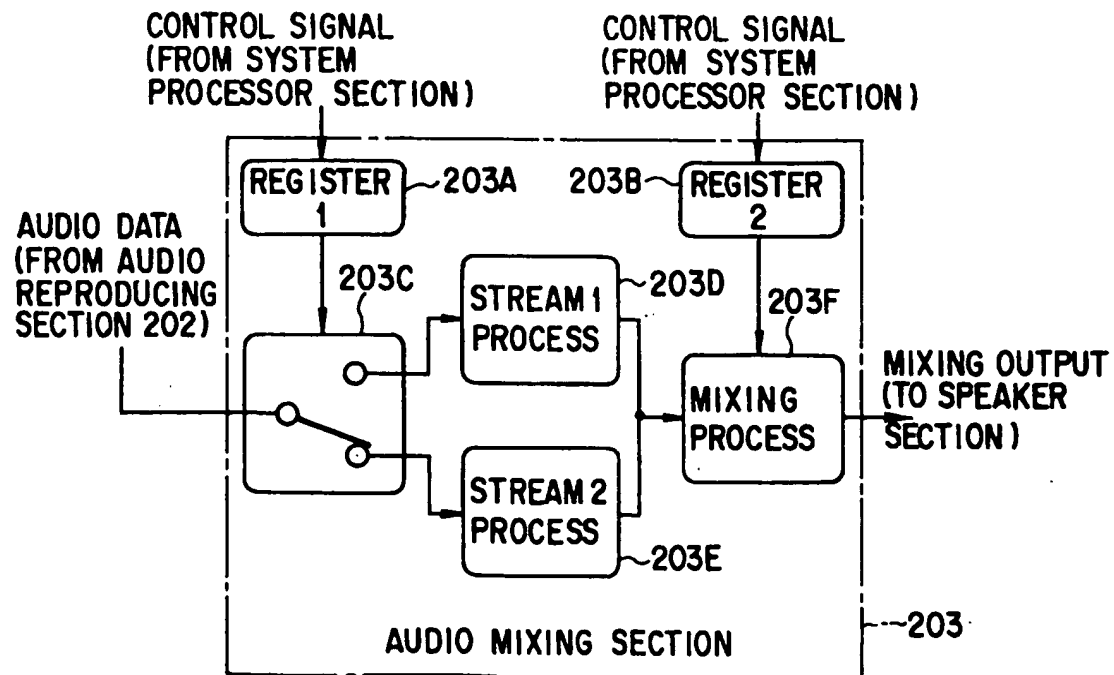 CONTROL SIGNAL
(FROM SYSTEM
PROCESSOR SECTION)
CONTROL SIGNAL
(FROM SYSTEM
PROCESSOR SECTION)
REGISTER
1
203A
203B
REGISTER
2
AUDIO DATA
(FROM AUDIO
REPRODUCING
SECTION 202)
203C
STREAM 1
PROCESS
203D
203F
MIXING
PROCESS
MIXING OUTPUT
(TO SPEAKER
SECTION)
STREAM 2
PROCESS
203E
203
AUDIO MIXING SECTION